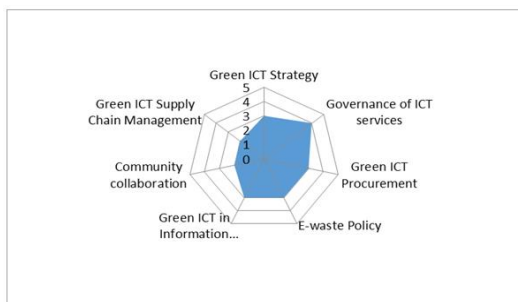 Green ICT Strategy
5
4
3
2
1
0
Governance of ICT
services
Green ICT
Procurement
E-waste Policy
Green ICT in
Information...
Community
collaboration
Green ICT Supply
Chain Management